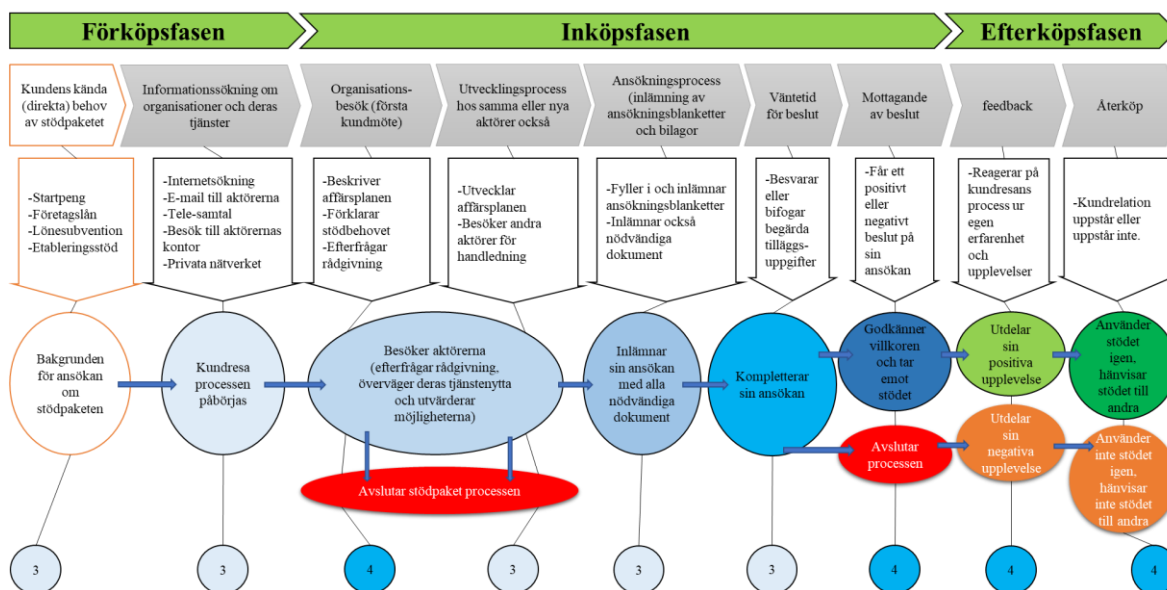 Förköpsfasen
Inköpsfasen
Efterköpsfasen
Kundens kända
(direkta) behov
av stödpaketet
Informationssökning om
organisationer och deras
tjänster
Organisations-
besök (första
kundmöte)
Utvecklingsprocess
hos samma eller nya
aktörer också
Ansökningsprocess
(inlämning av
ansökningsblanketter
och bilagor)
Väntetid
för beslut
Mottagande
av beslut
feedback
Återköp
-Startpeng
-Företagslån
-Lönesubvention
-Etableringsstöd
-Internetsökning
-E-mail till aktörerna
-Tele-samtal
-Besök till aktörernas
kontor
-Privata nätverket
-Beskriver
affärsplanen
-Förklarar
stödbehovet
-Efterfrågar
rådgivning
-Utvecklar
affärsplanen
-Besöker andra
aktörer för
handledning
-Fyller i och inlämnar
ansökningsblanketter
-Inlämnar också
nödvändiga
dokument
-Besvarar
eller
bifogar
begärda
tilläggs-
uppgifter
-Får ett
positivt
eller
negativt
beslut på
sin
ansökan
-Reagerar på
kundresans
process ur
egen
erfarenhet
och
upplevelser
-Kundrelation
uppstår eller
uppstår inte.
Bakgrunden
för ansökan
om
stödpaketen
Kundresa
processen
påbörjas
Besöker aktörerna
(efterfrågar rådgivning,
överväger deras tjänstenytta
och utvärderar
möjligheterna)
Inlämnar
sin ansökan
med alla
nödvändiga
dokument
Kompletterar
sin ansökan
Godkänner
villkoren
och tar
emot
stödet
Utdelar
sin
positiva
upplevelse
Använder
stödet
igen,
hänvisar
stödet till
andra
Avslutar stödpaket processen
Avslutar
processen
Utdelar
sin
negativa
upplevelse
Använder
inte stödet
igen,
hänvisar
inte stödet
till andra
3
3
4
3
3
3
4
4
4